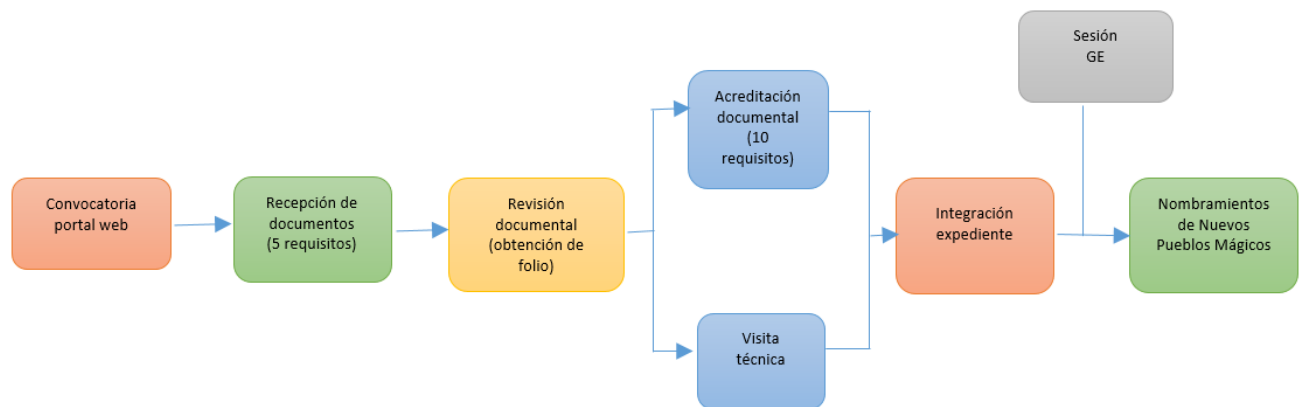 Convocatoria
portal web
Recepción de
documentos
(5 requisitos)
Revisión
documental
(obtención de
folio)
Acreditación
documental
(10
requisitos)
Visita
técnica
Integración
expediente
Sesión
GE
Nombramientos
de Nuevos
Pueblos Mágicos